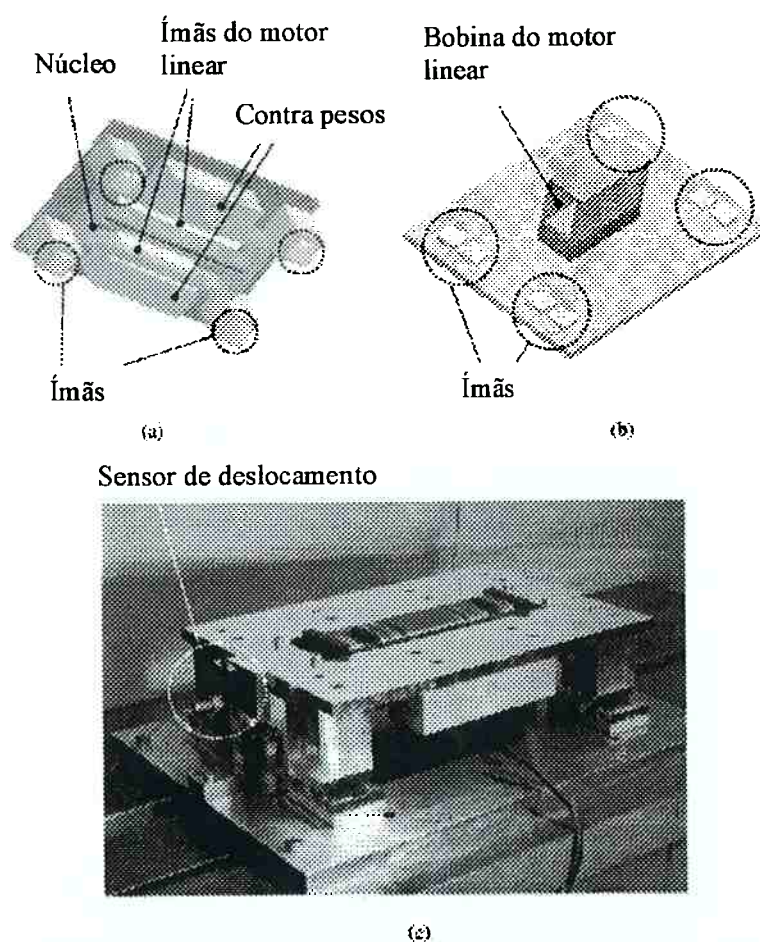 Ímãs do motor
linear
Núcleo
Contra pesos
Ímãs
(a)
Bobina do motor
linear
Ímãs
(b)
Sensor de deslocamento
(c)